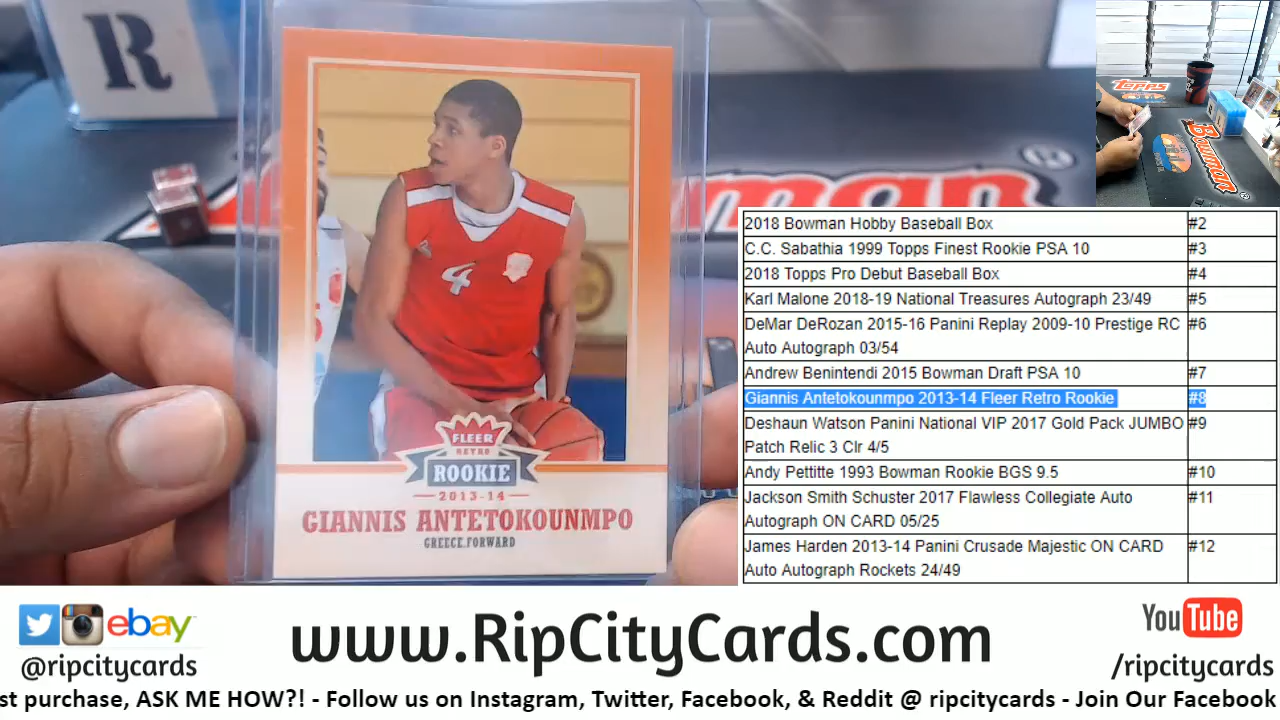 R
4
FLEER
RETRO
ROOKIE
2013-14
GIANNIS ANTETOKOUNMPO
GREECE.FORWARD
Topps
Bowman
2018 Bowman Hobby Baseball Box #2
C.C. Sabathia 1999 Topps Finest Rookie PSA 10 #3
2018 Topps Pro Debut Baseball Box #4
Karl Malone 2018-19 National Treasures Autograph 23/49 #5
DeMar DeRozan 2015-16 Panini Replay 2009-10 Prestige RC #6
Auto Autograph 03/54
Andrew Benintendi 2015 Bowman Draft PSA 10 #7
Giannis Antetokounmpo 2013-14 Fleer Retro Rookie #8
Deshaun Watson Panini National VIP 2017 Gold Pack JUMBO #9
Patch Relic 3 Clr 4/5
Andy Pettitte 1993 Bowman Rookie BGS 9.5 #10
Jackson Smith Schuster 2017 Flawless Collegiate Auto #11
Autograph ON CARD 05/25
James Harden 2013-14 Panini Crusade Majestic ON CARD #12
Auto Autograph Rockets 24/49
ebay
@ripcitycards
www.RipCityCards.com
YouTube
/ripcitycards
st purchase, ASK ME HOW?! - Follow us on Instagram, Twitter, Facebook, & Reddit @ ripcitycards - Join Our Facebook